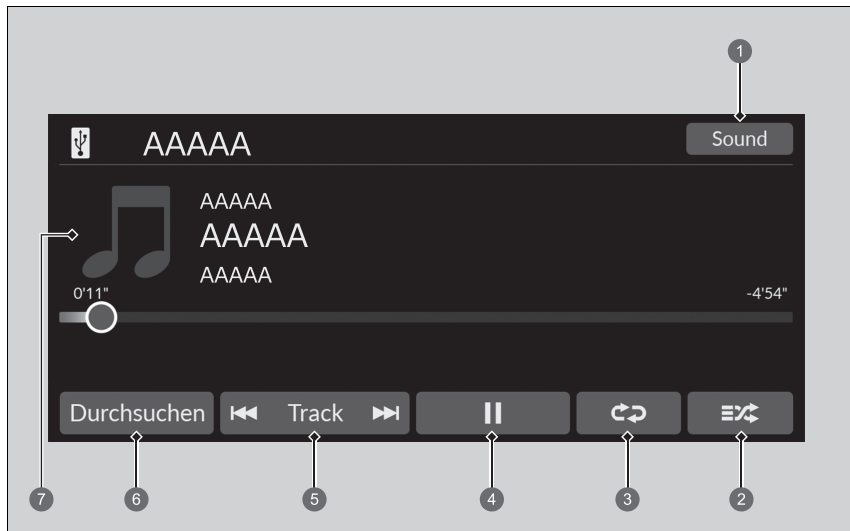 1
AAAAA
Sound
AAAAA
AAAAA
AAAAA
7
0'11"
-4'54"
Durchsuchen
Track
6
5
4
3
2